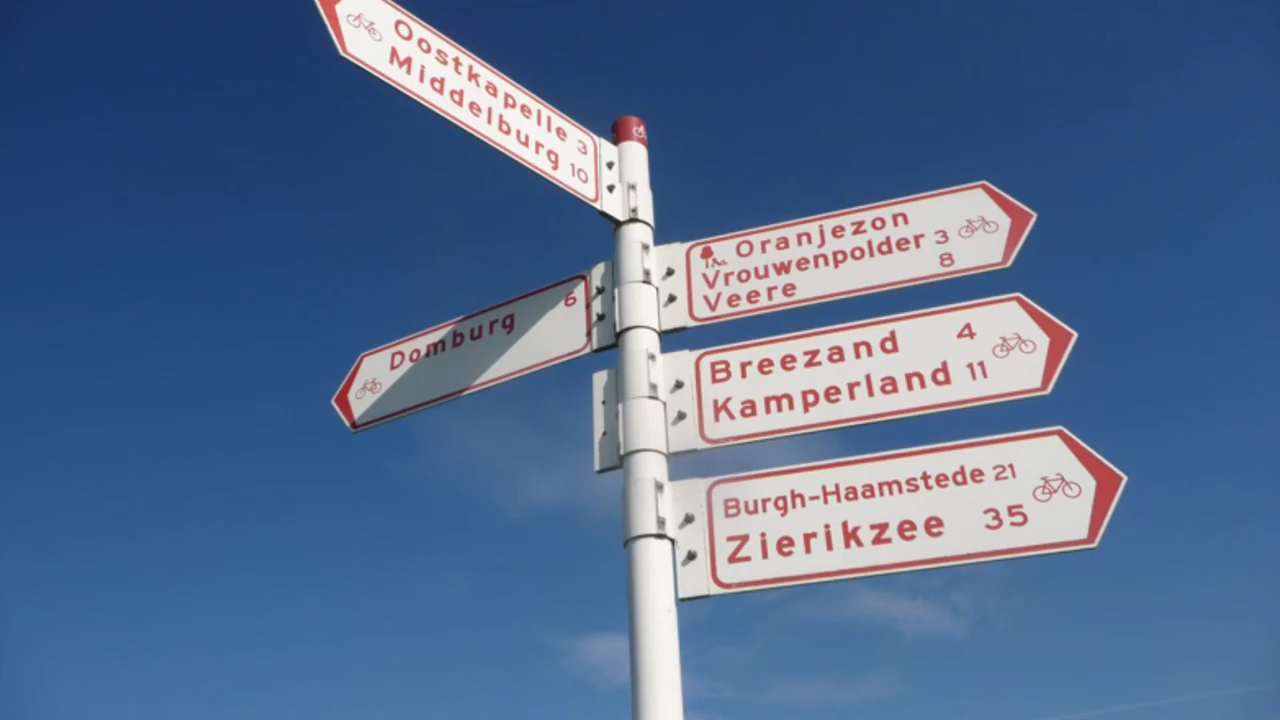 Oostkapelle 3
Middelburg 10
Oranjezon
Vrouwenpolder 3
Veere 8
Domburg 6
Breezand 4
Kamperland 11
Burgh-Haamstede 21
Zierikzee 35